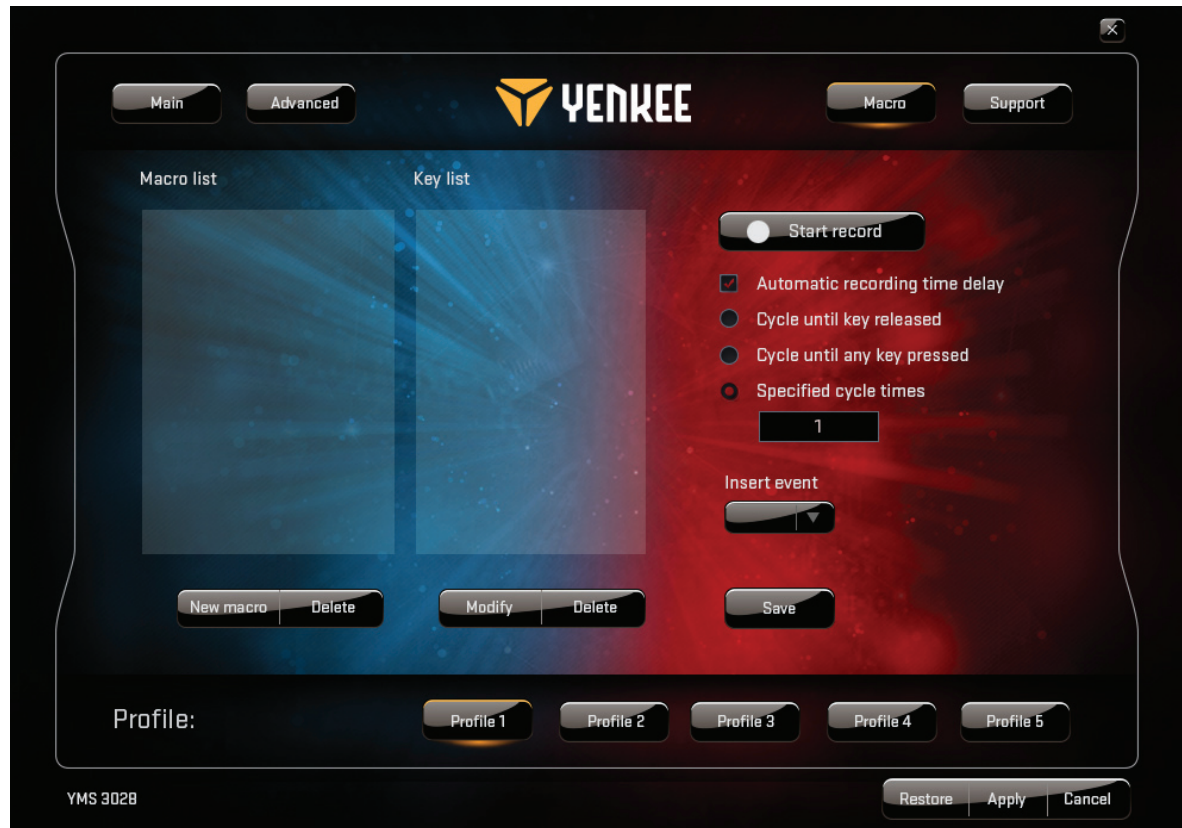 Main Advanced YENKEE Macro Support
Macro list Key list
Start record
Automatic recording time delay
Cycle until key released
Cycle until any key pressed
Specified cycle times
1
Insert event
New macro Delete Modify Delete Save
Profile: Profile 1 Profile 2 Profile 3 Profile 4 Profile 5
YMS 3028 Restore Apply Cancel